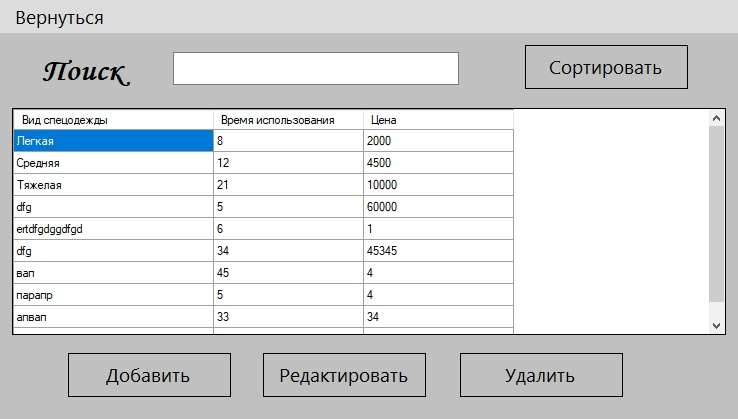 Вернуться
Поиск
Сортировать
Вид спецодежды Время использования Цена
Легкая 8 2000
Средняя 12 4500
Тяжелая 21 10000
dfg 5 60000
ertdfgdggdfgd 6 1
dfg 34 45345
вап 45 4
парапр 5 4
апвап 33 34
Добавить Редактировать Удалить